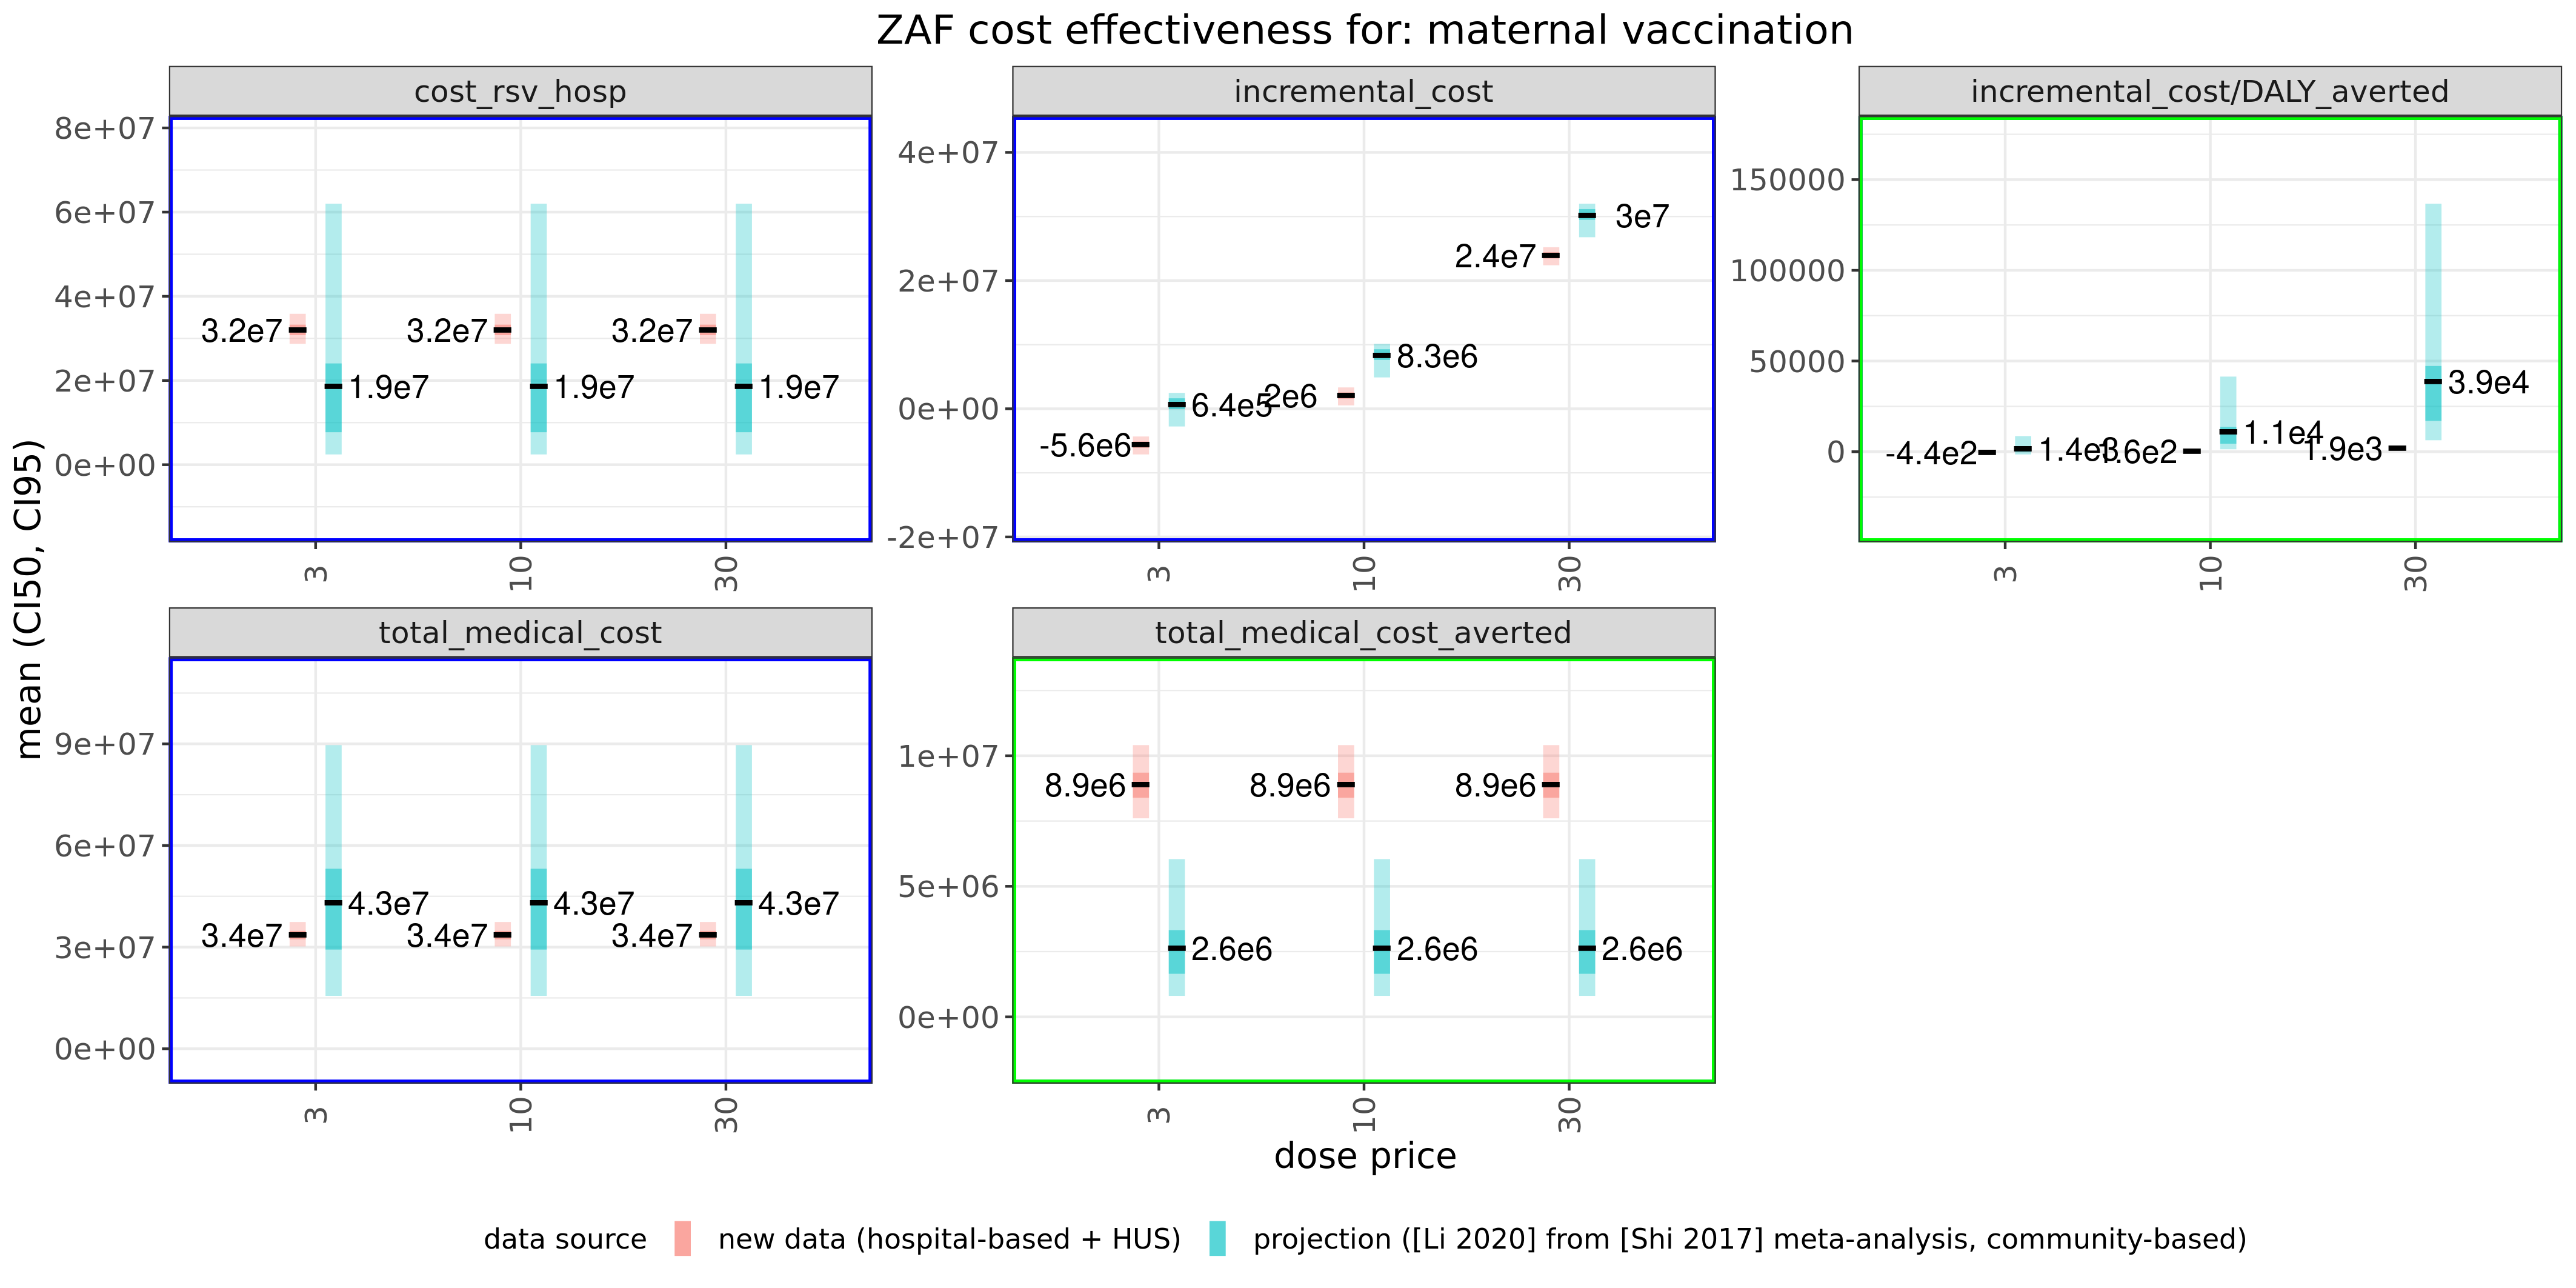 ZAF cost effectiveness for: maternal vaccination
mean (CI50, CI95)
cost_rsv_hosp
8e+07
6e+07
4e+07
2e+07
0e+00
3.2e7
1.9e7
3.2e7
1.9e7
3.2e7
1.9e7
3
10
30
incremental_cost
4e+07
2e+07
0e+00
-2e+07
-5.6e6
6.4e5
2e6
8.3e6
2.4e7
3e7
3
10
30
incremental_cost/DALY_averted
150000
100000
50000
0
-4.4e2
1.4e3
1.6e2
1.1e4
1.9e3
3.9e4
3
10
30
total_medical_cost
9e+07
6e+07
3e+07
0e+00
3.4e7
4.3e7
3.4e7
4.3e7
3.4e7
4.3e7
3
10
30
total_medical_cost_averted
1e+07
5e+06
0e+00
8.9e6
2.6e6
8.9e6
2.6e6
8.9e6
2.6e6
3
10
30
dose price
data source
new data (hospital-based + HUS)
projection ([Li 2020] from [Shi 2017] meta-analysis, community-based)